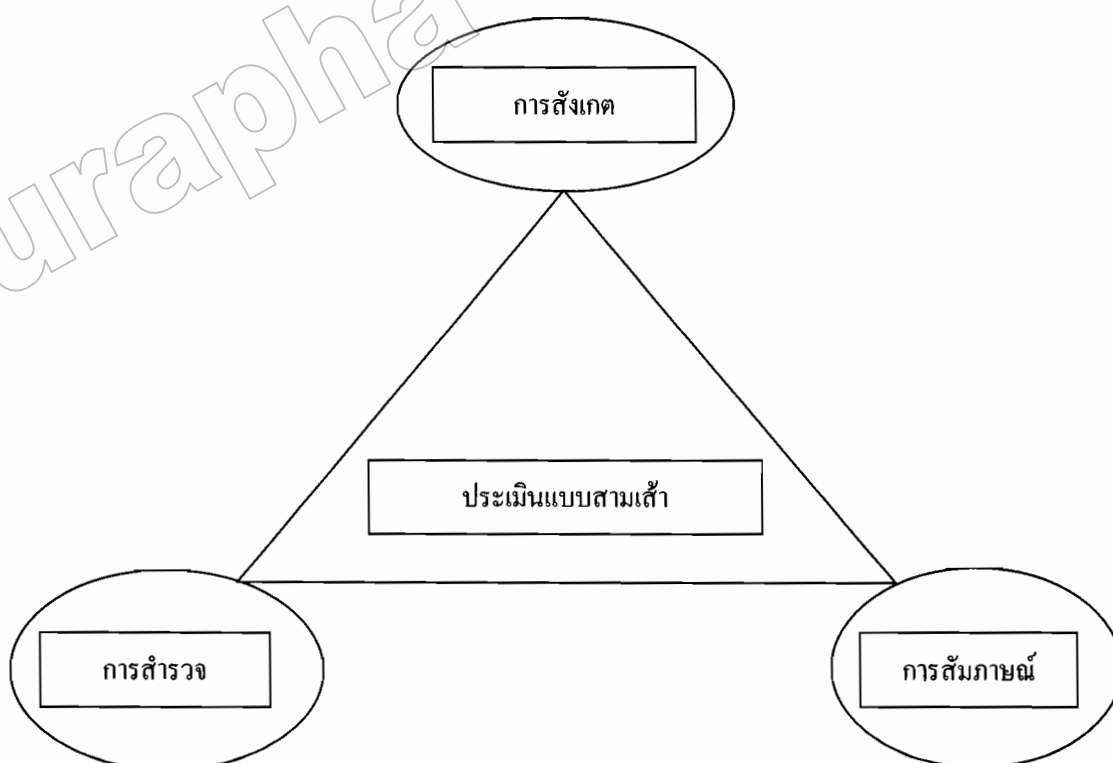 urapha
การสังเกต
ประเมินแบบสามเส้า
การสำรวจ
การสัมภาษณ์